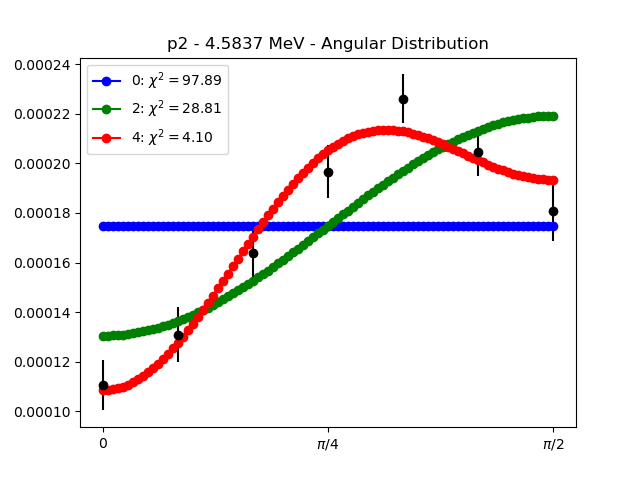 p2 - 4.5837 MeV - Angular Distribution
0: χ² = 97.89
2: χ² = 28.81
4: χ² = 4.10
0.00024
0.00022
0.00020
0.00018
0.00016
0.00014
0.00012
0.00010
0 π/4 π/2